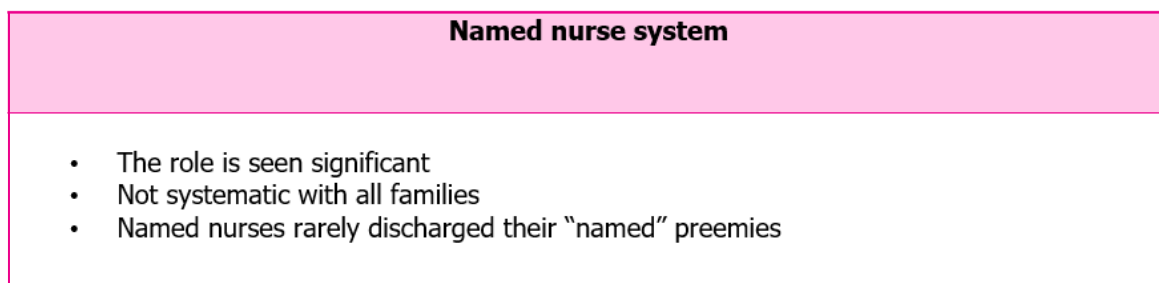 Named nurse system
• The role is seen significant
• Not systematic with all families
• Named nurses rarely discharged their “named” preemies